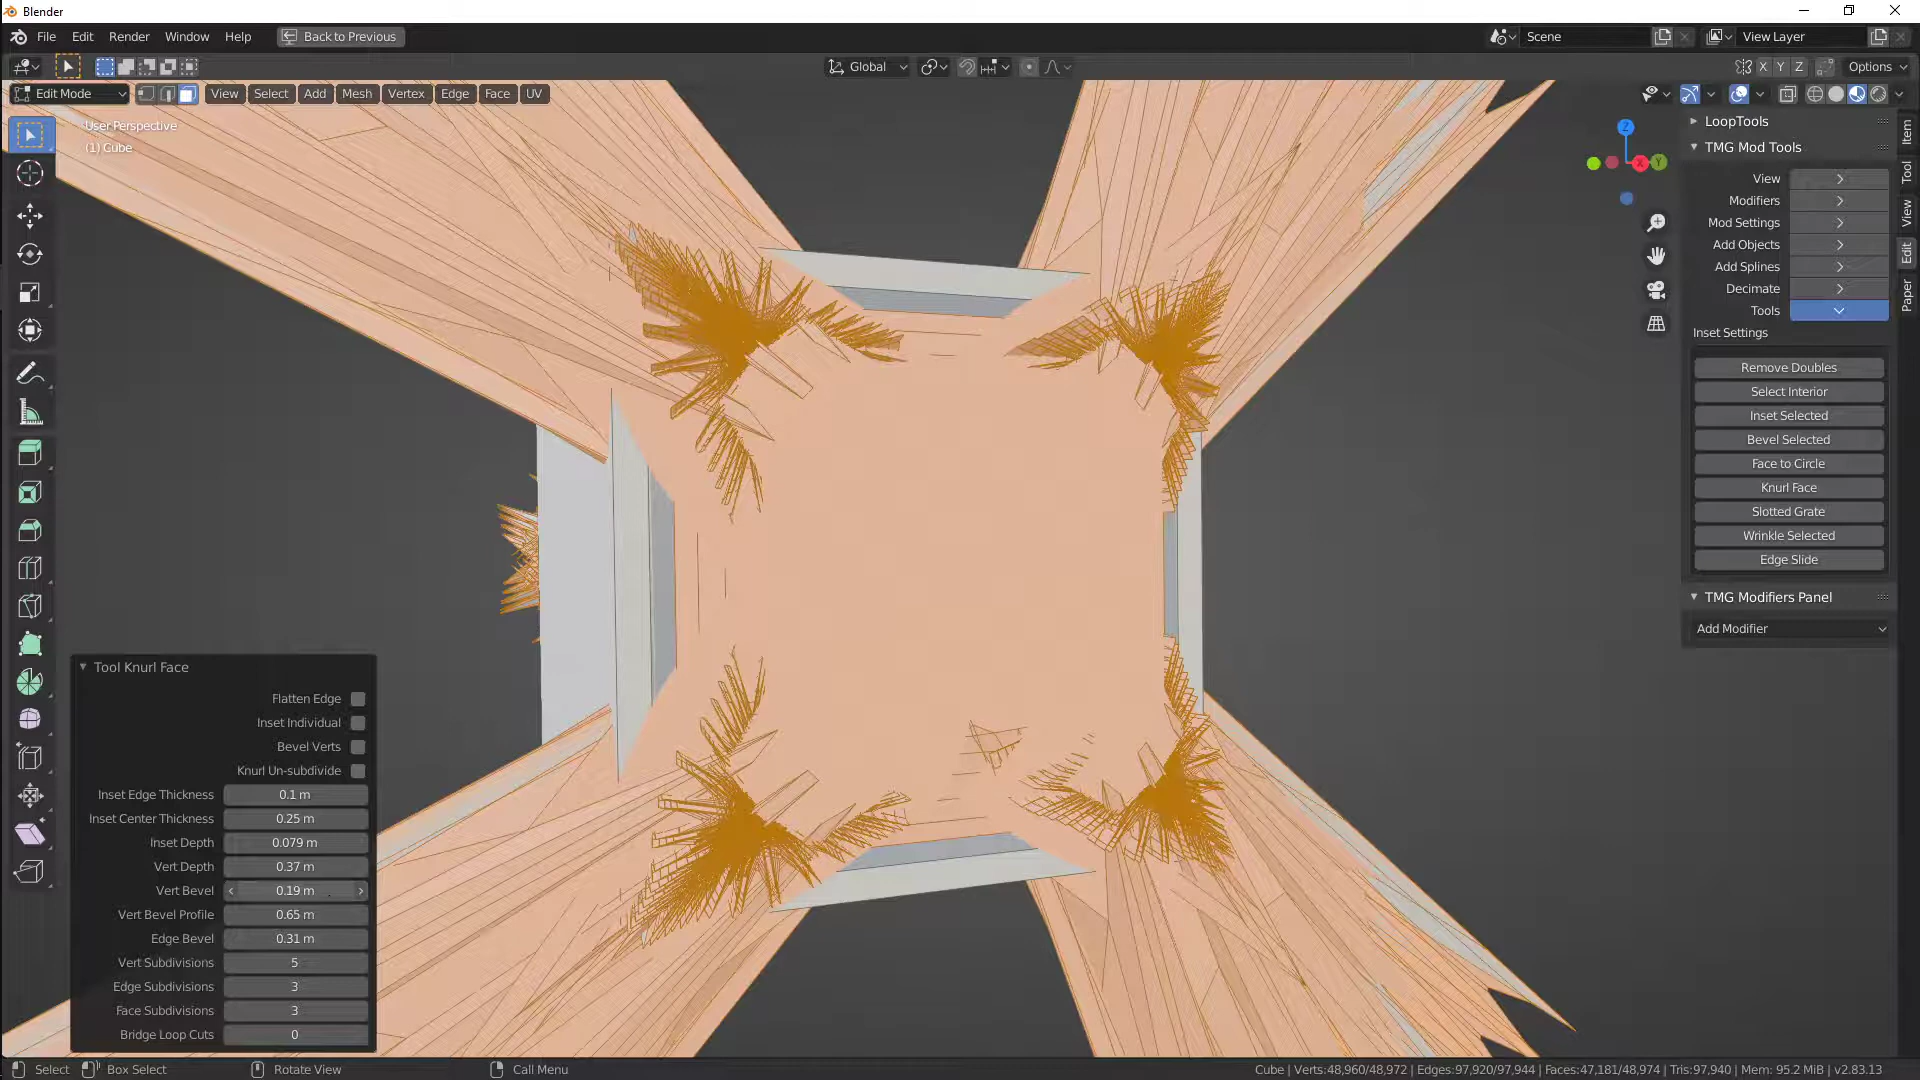 Blender
File Edit Render Window Help Back to Previous Scene View Layer
Global X Y Z Options
Edit Mode View Select Add Mesh Vertex Edge Face UV
User Perspective
(1) Cube
Z
X
Y
LoopTools
TMG Mod Tools
View
Modifiers
Mod Settings
Add Objects
Add Splines
Decimate
Tools
Inset Settings
Remove Doubles
Select Interior
Inset Selected
Bevel Selected
Face to Circle
Knurl Face
Slotted Grate
Wrinkle Selected
Edge Slide
TMG Modifiers Panel
Add Modifier
Item
Tool
View
Edit
Paper
Tool Knurl Face
Flatten Edge
Inset Individual
Bevel Verts
Knurl Un-subdivide
Inset Edge Thickness 0.1 m
Inset Center Thickness 0.25 m
Inset Depth 0.079 m
Vert Depth 0.37 m
Vert Bevel 0.19 m
Vert Bevel Profile 0.65 m
Edge Bevel 0.31 m
Vert Subdivisions 5
Edge Subdivisions 3
Face Subdivisions 3
Bridge Loop Cuts 0
Select Box Select Rotate View Call Menu Cube | Verts:48,960/48,972 | Edges:97,920/97,944 | Faces:47,181/48,974 | Tris:97,940 | Mem: 95.2 MiB | v2.83.13